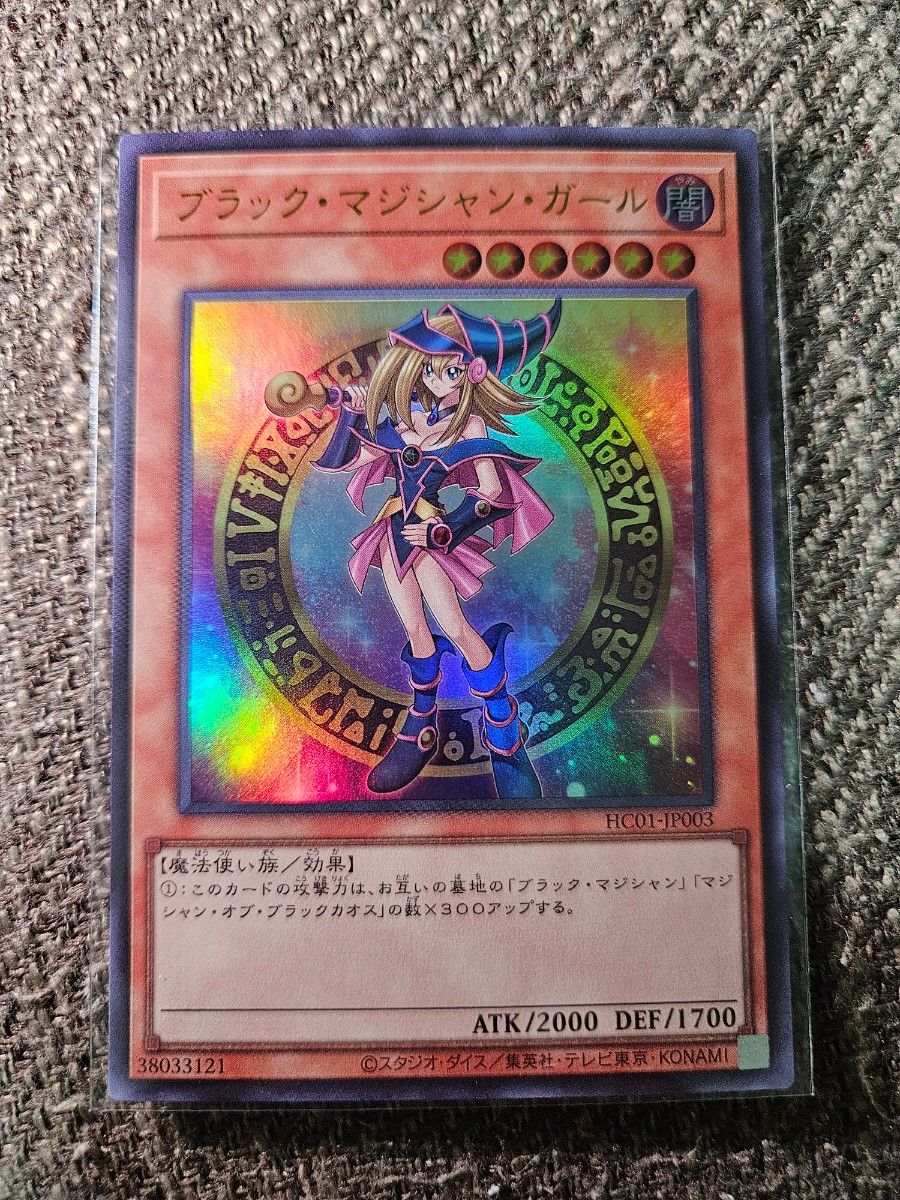 ブラック・マジシャン・ガール
闇
HC01-JP003
【魔法使い族/効果】
①:このカードの攻撃力は、お互いの墓地の「ブラック・マジシャン」「マジ
シャン・オブ・ブラックカオス」の数×300アップする。
ATK/2000 DEF/1700
38033121 ©スタジオ・ダイス/集英社・テレビ東京・KONAMI